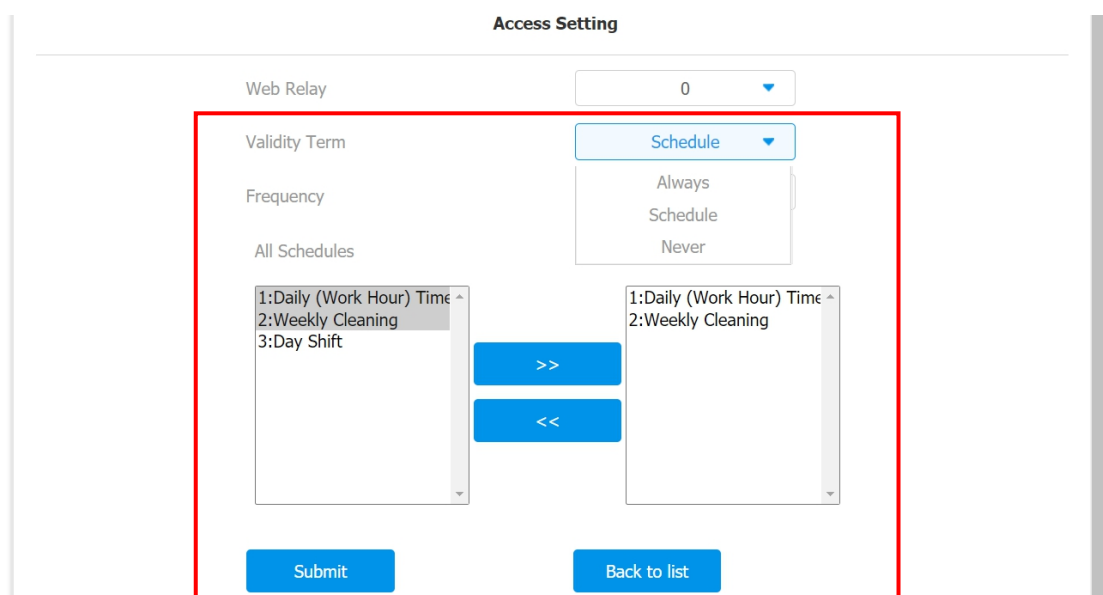 Access Setting
Web Relay
0
Validity Term
Schedule
Always
Frequency
Schedule
Never
All Schedules
1:Daily (Work Hour) Time
2:Weekly Cleaning
3:Day Shift
>>
<<
1:Daily (Work Hour) Time
2:Weekly Cleaning
Submit
Back to list